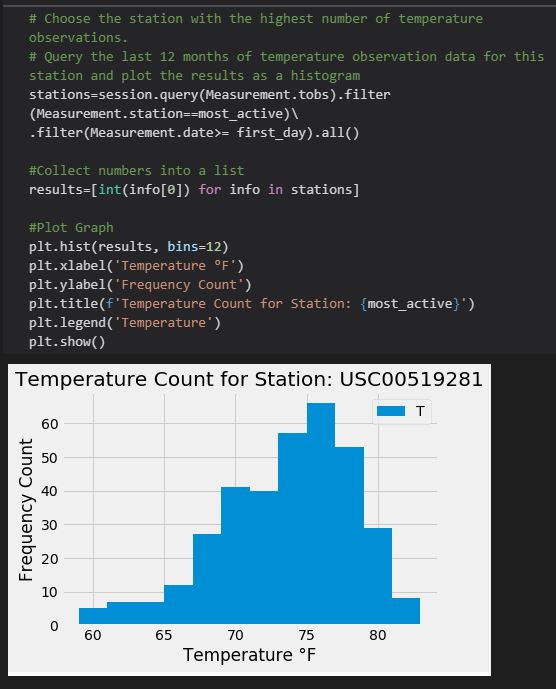 # Choose the station with the highest number of temperature
observations.
# Query the last 12 months of temperature observation data for this
station and plot the results as a histogram
stations=session.query(Measurement.tobs).filter
(Measurement.station==most_active)\
.filter(Measurement.date>= first_day).all()
#Collect numbers into a list
results=[int(info[0]) for info in stations]
#Plot Graph
plt.hist(results, bins=12)
plt.xlabel('Temperature °F')
plt.ylabel('Frequency Count')
plt.title(f'Temperature Count for Station: {most_active}')
plt.legend('Temperature')
plt.show()
Temperature Count for Station: USC00519281
T
60
50
40
30
20
10
0
Frequency Count
60 65 70 75 80
Temperature °F